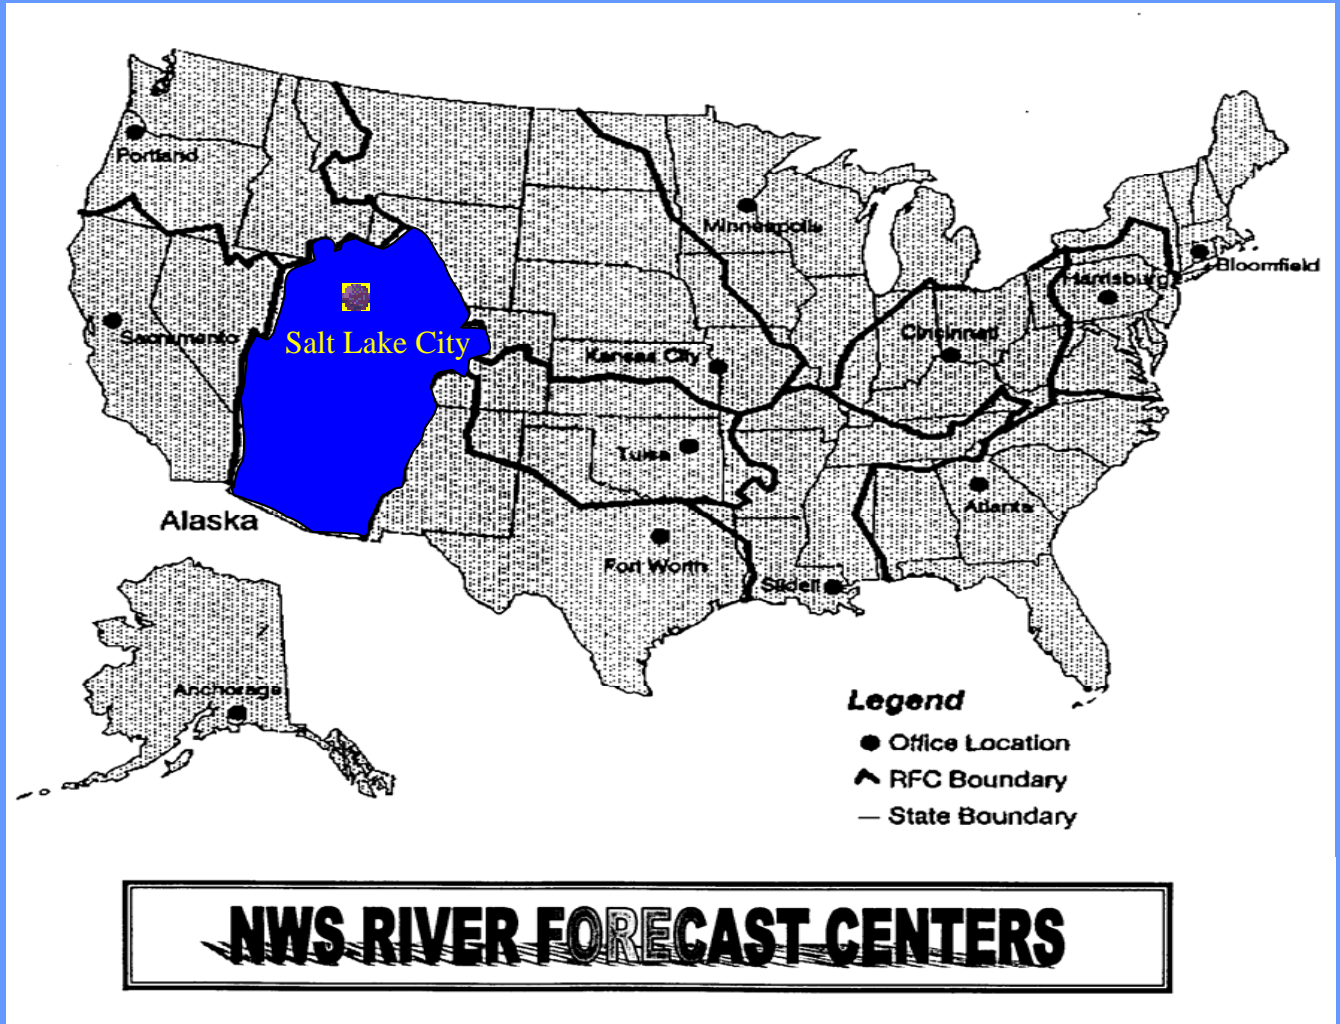 Portland
Minneapolis
Bloomfield
Harrisburg
Sacramento
Salt Lake City
Cincinnati
Kansas City
Tulsa
Atlanta
Alaska
Fort Worth
Slidell
Anchorage
Legend
Office Location
RFC Boundary
State Boundary
NWS RIVER FORECAST CENTERS